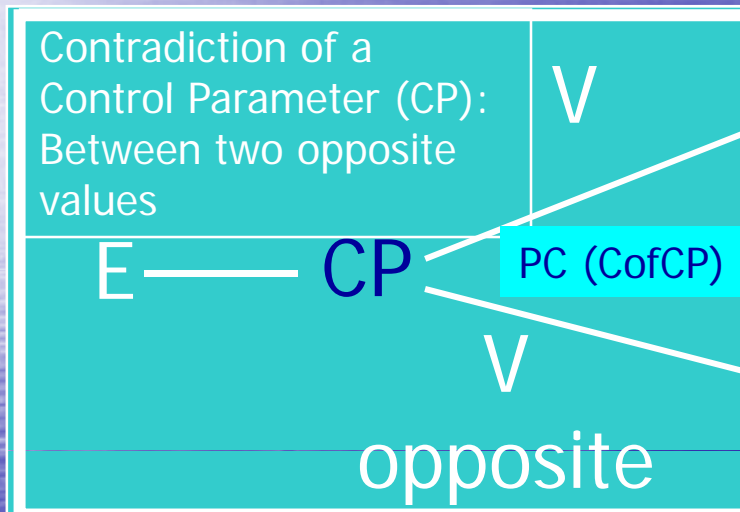 Contradiction of a
Control Parameter (CP):
Between two opposite
values
V
E CP
PC (CofCP)
V
opposite